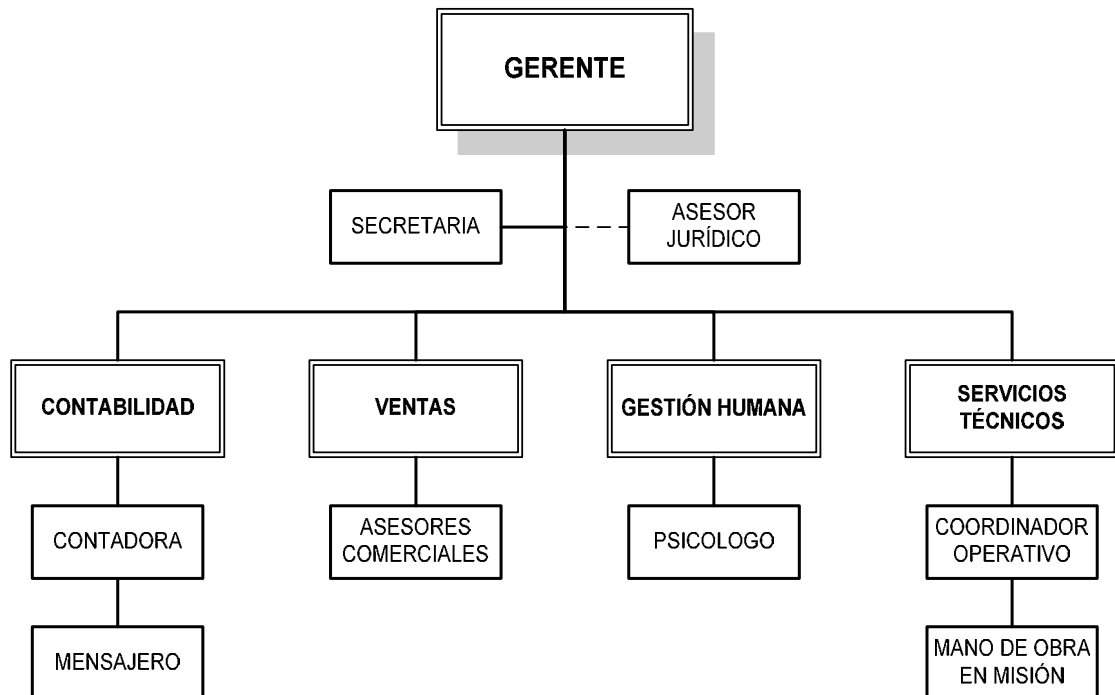 GERENTE
SECRETARIA
ASESOR
JURÍDICO
CONTABILIDAD
VENTAS
GESTIÓN HUMANA
SERVICIOS
TÉCNICOS
CONTADORA
ASESORES
COMERCIALES
PSICOLOGO
COORDINADOR
OPERATIVO
MENSAJERO
MANO DE OBRA
EN MISIÓN